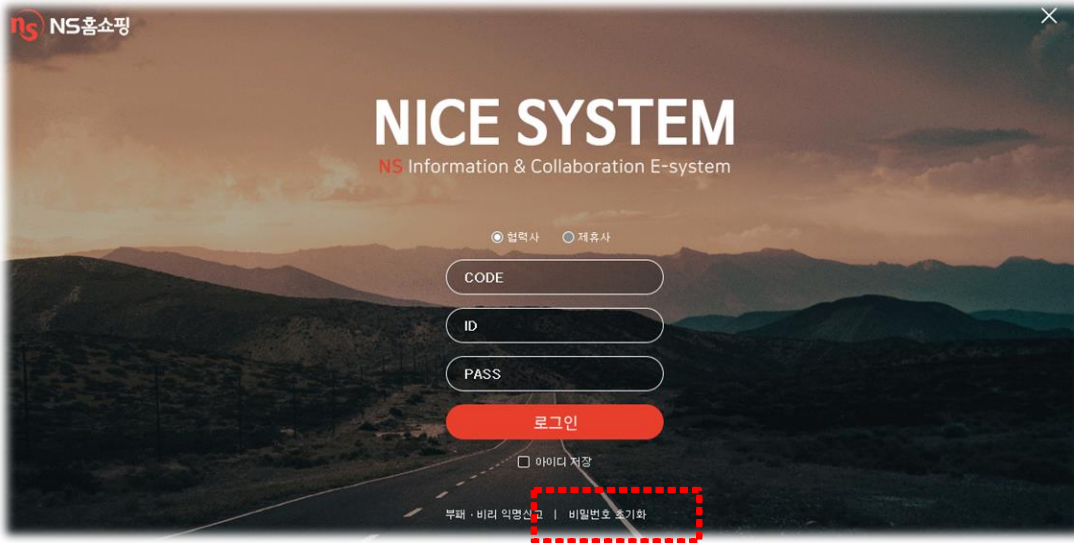 ns NS홈쇼핑
NICE SYSTEM
NS Information & Collaboration E-system
협력사 제휴사
CODE
ID
PASS
로그인
아이디 저장
부패 · 비리 익명신고 | 비밀번호 초기화